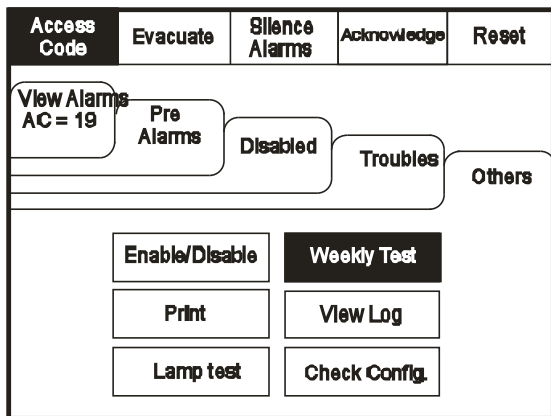 Access
Code
Evacuate
Silence
Alarms
Acknowledge
Reset
View Alarms
AC = 19
Pre
Alarms
Disabled
Troubles
Others
Enable/Disable
Weekly Test
Print
View Log
Lamp test
Check Config.